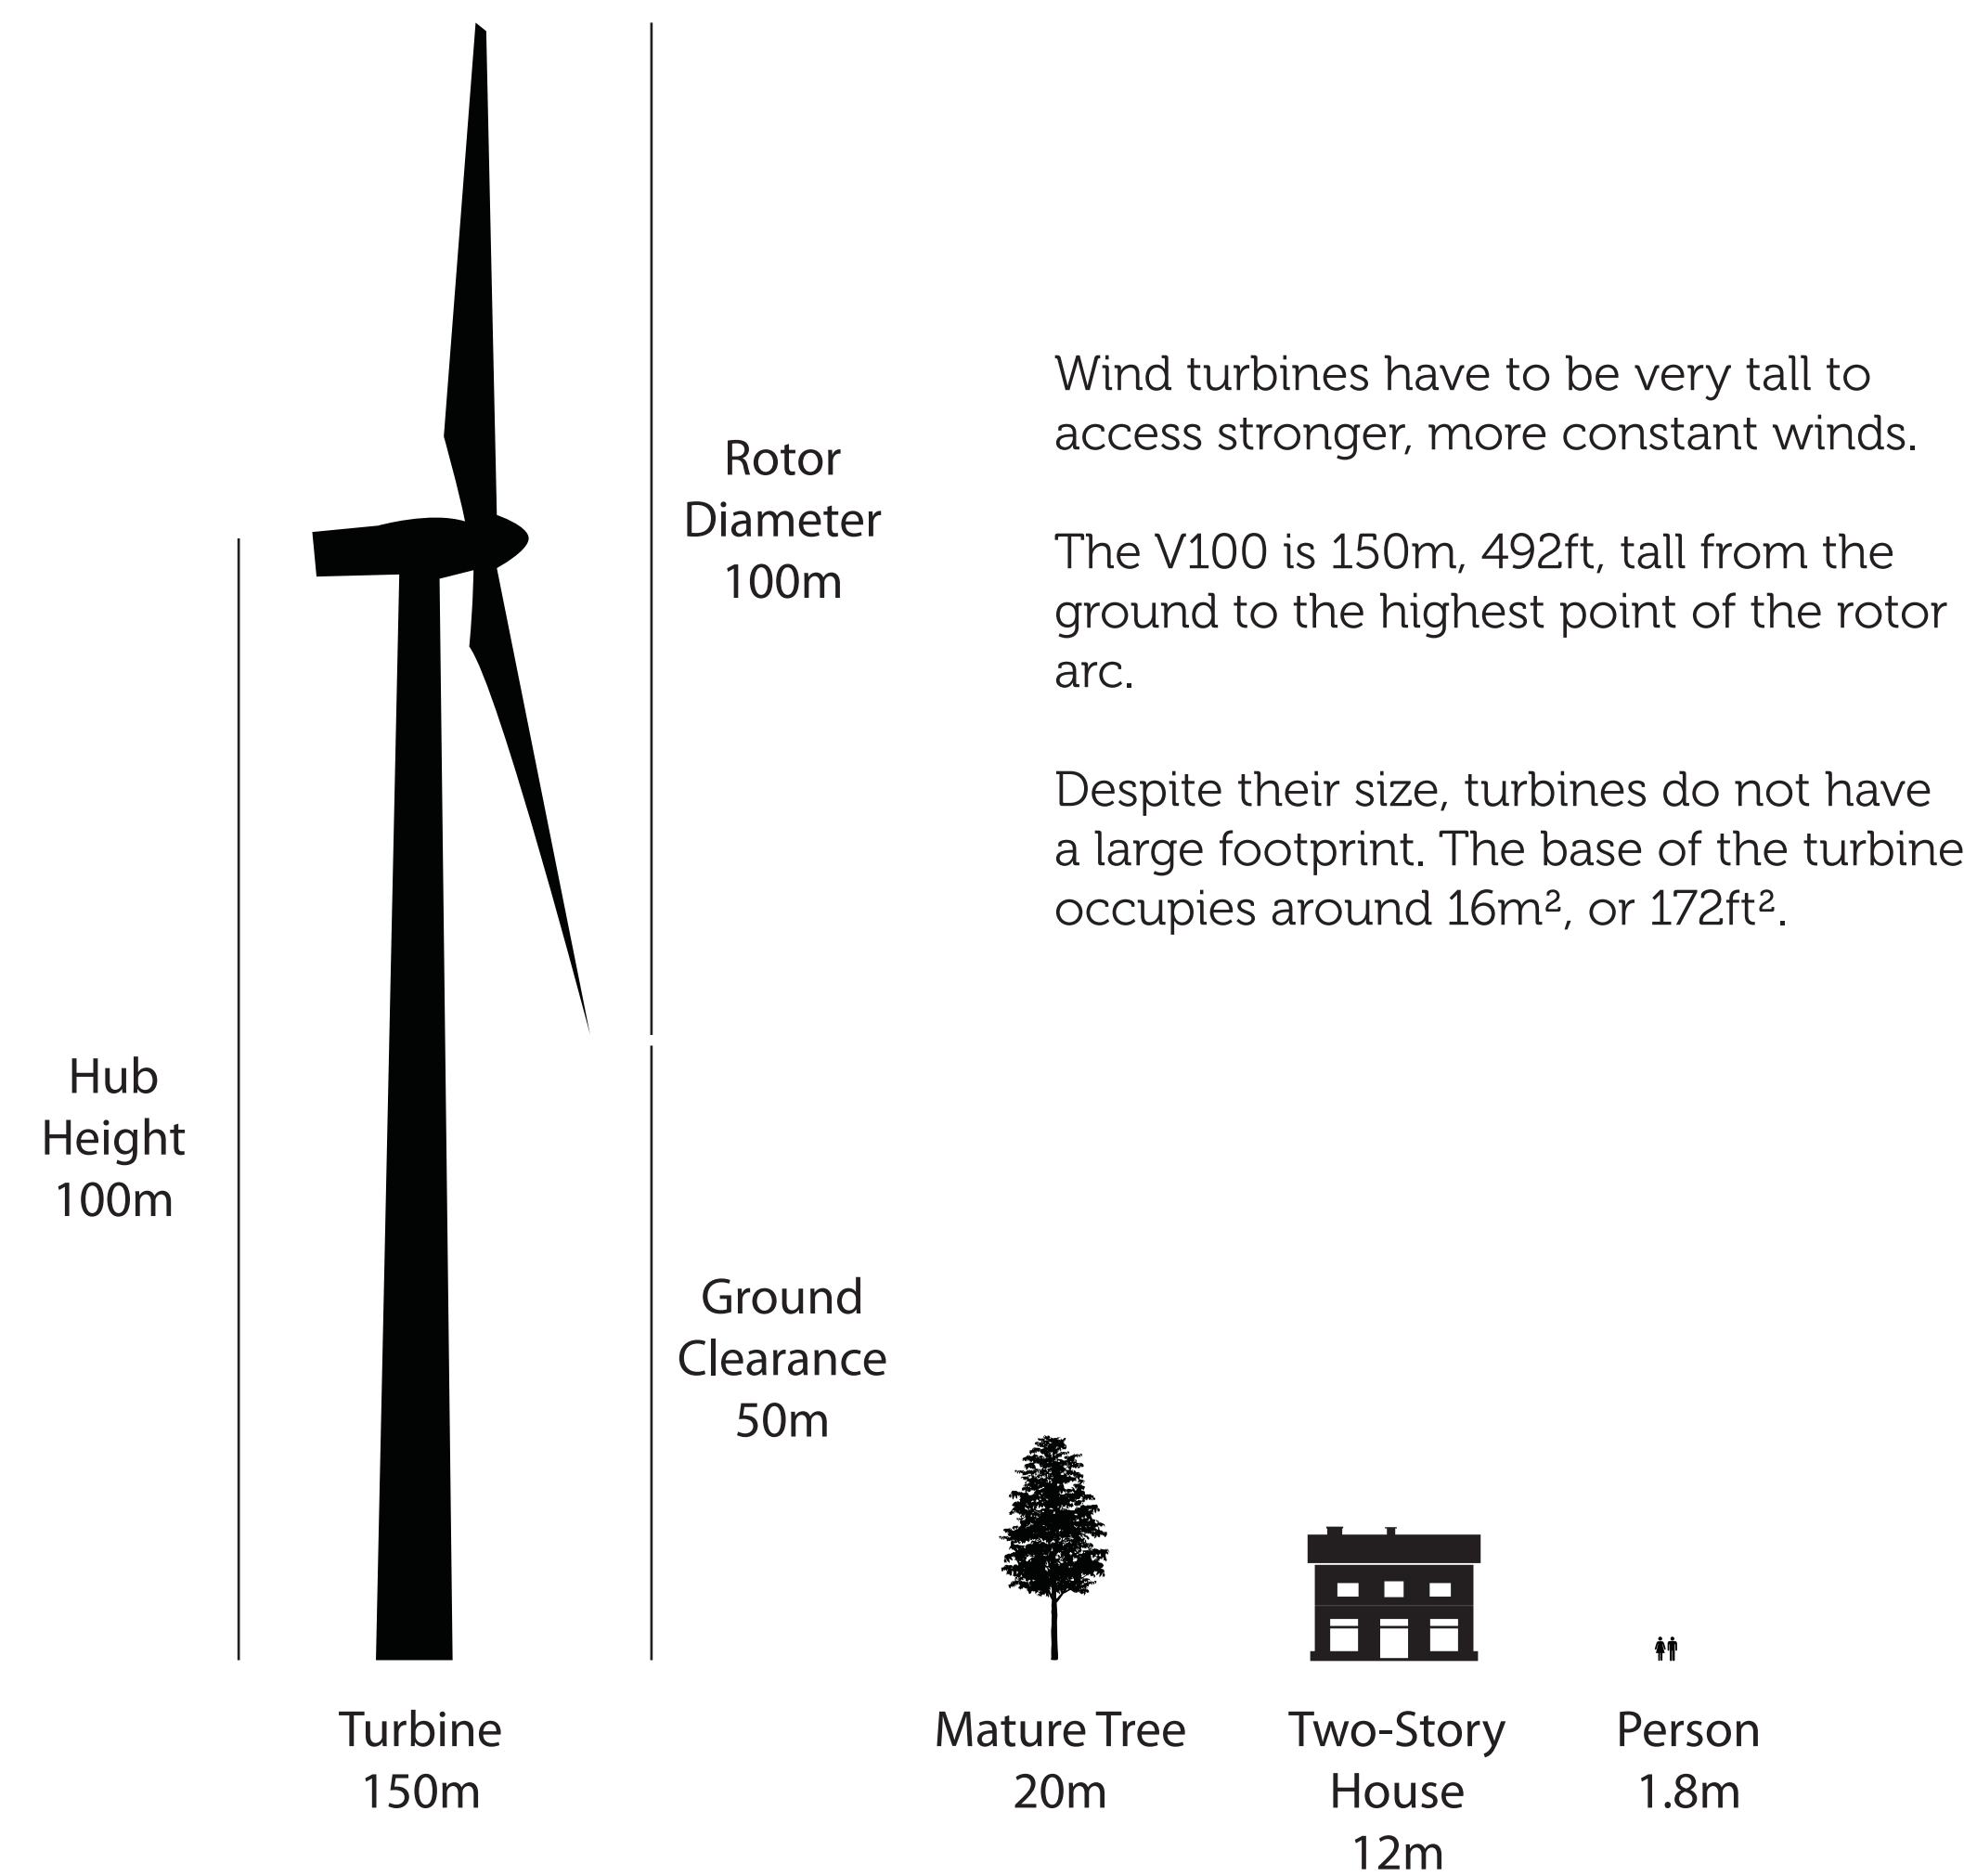 Wind turbines have to be very tall to
access stronger, more constant winds.
The V100 is 150m, 492ft, tall from the
ground to the highest point of the rotor
arc.
Despite their size, turbines do not have
a large footprint. The base of the turbine
occupies around 16m², or 172ft².
Rotor
Diameter
100m
Hub
Height
100m
Ground
Clearance
50m
Turbine
150m
Mature Tree
20m
Two-Story
House
12m
Person
1.8m